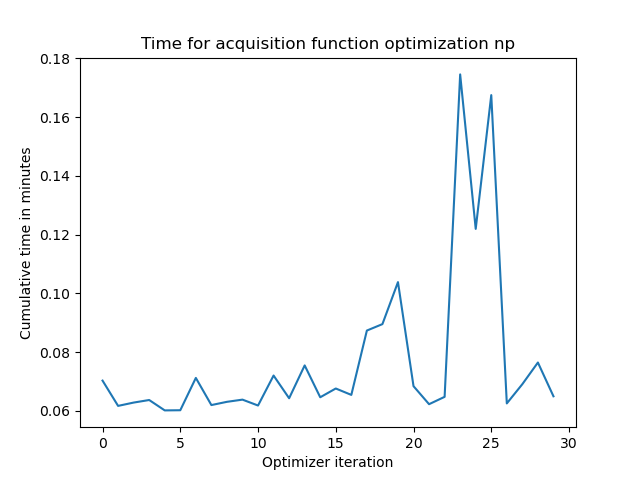 Time for acquisition function optimization np
Cumulative time in minutes
0.18
0.16
0.14
0.12
0.10
0.08
0.06
0 5 10 15 20 25 30
Optimizer iteration